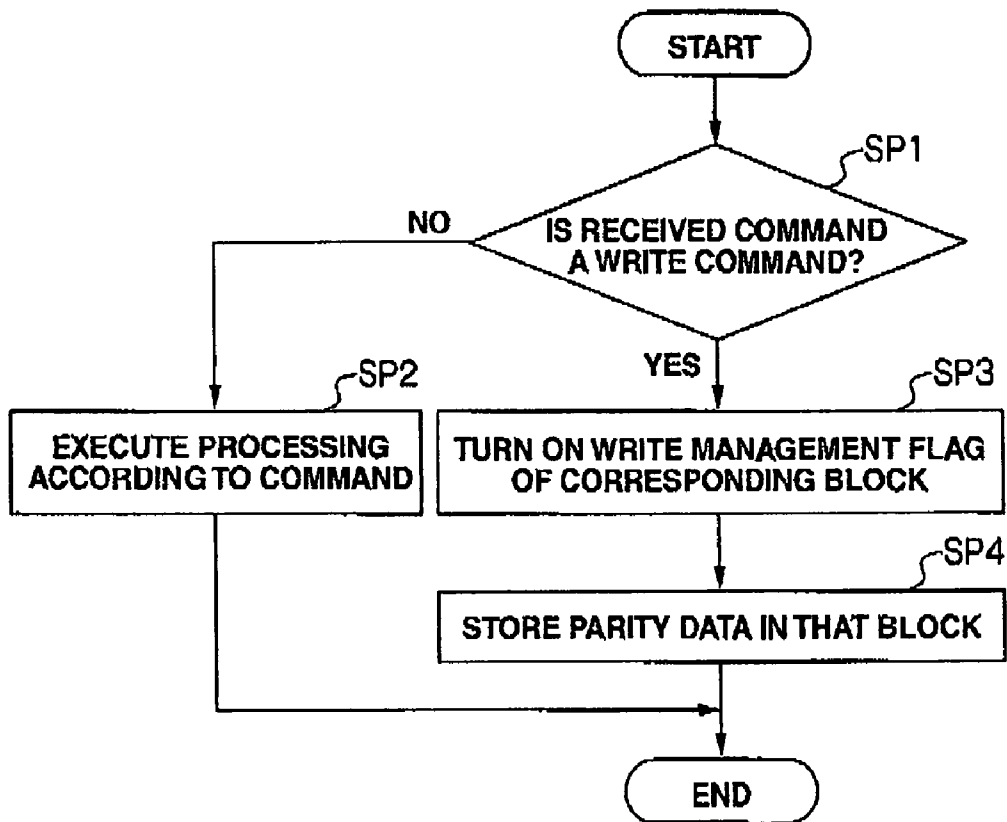 START
SP1
IS RECEIVED COMMAND
A WRITE COMMAND?
NO
YES
SP2
EXECUTE PROCESSING
ACCORDING TO COMMAND
SP3
TURN ON WRITE MANAGEMENT FLAG
OF CORRESPONDING BLOCK
SP4
STORE PARITY DATA IN THAT BLOCK
END